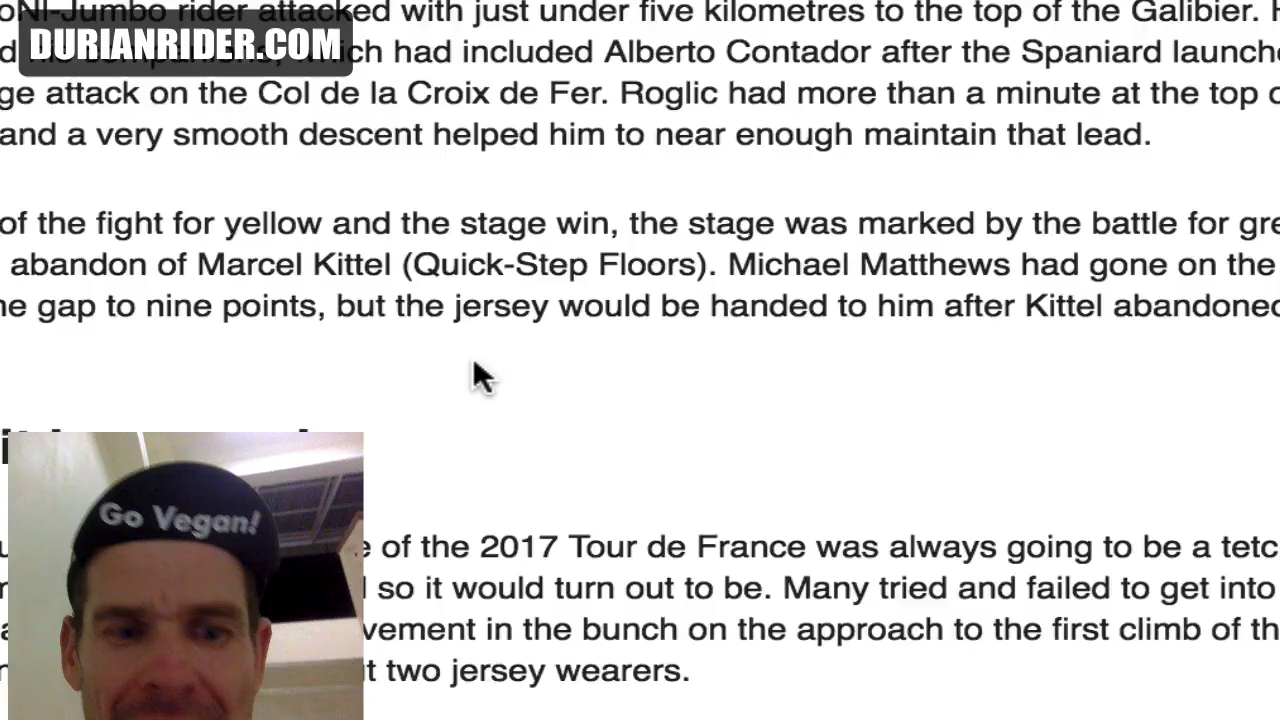 oNl-Jumbo rider attacked with just under five kilometres to the top of the Galibier.
DURIANRIDER.COM
which had included Alberto Contador after the Spaniard launche
ge attack on the Col de la Croix de Fer. Roglic had more than a minute at the top o
and a very smooth descent helped him to near enough maintain that lead.
of the fight for yellow and the stage win, the stage was marked by the battle for gre
abandon of Marcel Kittel (Quick-Step Floors). Michael Matthews had gone on the
he gap to nine points, but the jersey would be handed to him after Kittel abandoned
Go Vegan!
e of the 2017 Tour de France was always going to be a tetc
so it would turn out to be. Many tried and failed to get into
vement in the bunch on the approach to the first climb of th
t two jersey wearers.